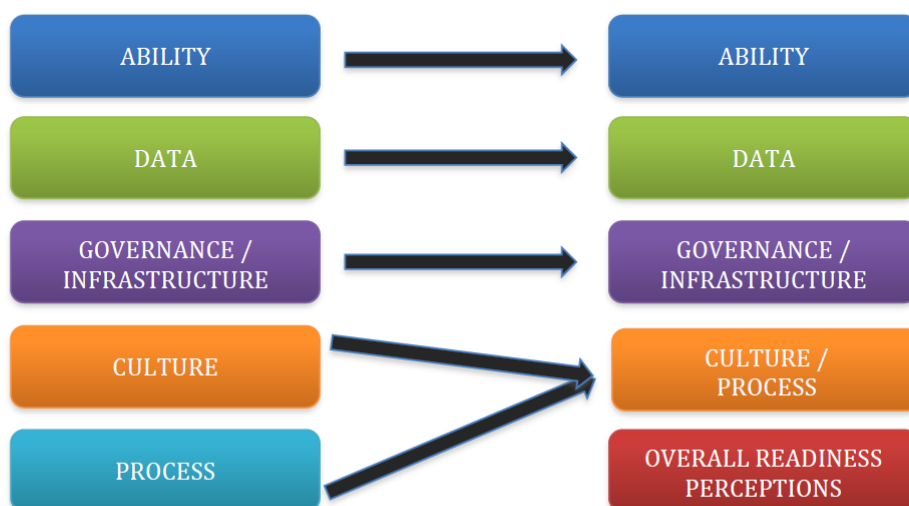 ABILITY
ABILITY
DATA
DATA
GOVERNANCE /
INFRASTRUCTURE
GOVERNANCE /
INFRASTRUCTURE
CULTURE
CULTURE /
PROCESS
PROCESS
OVERALL READINESS
PERCEPTIONS